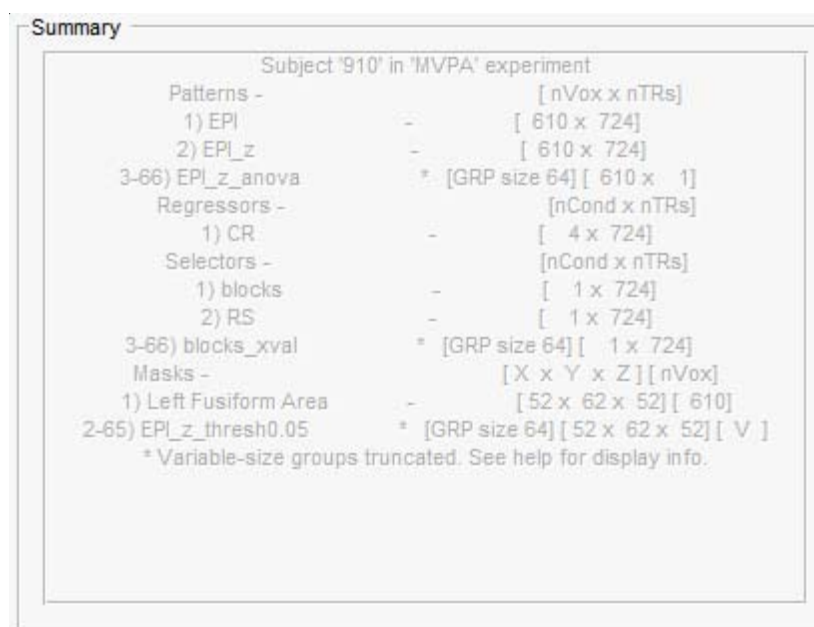 Summary
Subject '910' in 'MVPA' experiment
Patterns - [ nVox x nTRs]
1) EPI - [ 610 x 724]
2) EPI_z - [ 610 x 724]
3-66) EPI_z_anova * [GRP size 64] [ 610 x 1]
Regressors - [nCond x nTRs]
1) CR - [ 4 x 724]
Selectors - [nCond x nTRs]
1) blocks - [ 1 x 724]
2) RS - [ 1 x 724]
3-66) blocks_xval * [GRP size 64] [ 1 x 724]
Masks - [ X x Y x Z ] [ nVox]
1) Left Fusiform Area - [ 52 x 62 x 52] [ 610]
2-65) EPI_z_thresh0.05 * [GRP size 64] [ 52 x 62 x 52] [ V ]
* Variable-size groups truncated. See help for display info.